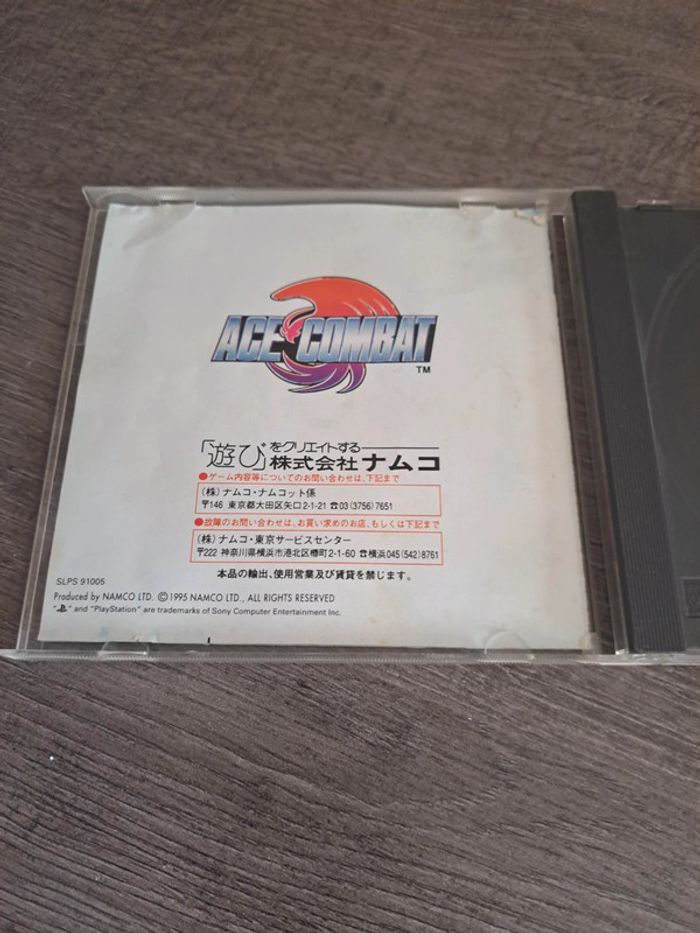 ACE COMBAT
TM
「遊び」をクリエイトする
株式会社ナムコ
●ゲーム内容等についてのお問い合わせは、下記まで
(株)ナムコ・ナムコット係
〒146 東京都大田区矢口2-1-21 ☎03(3756)7651
●故障のお問い合わせは、お買い求めのお店、もしくは下記まで
(株)ナムコ・東京サービスセンター
〒222 神奈川県横浜市港北区樽町2-1-60 ☎横浜045(542)8761
本品の輸出、使用営業及び賃貸を禁じます。
SLPS 91005
Produced by NAMCO LTD. ©1995 NAMCO LTD., ALL RIGHTS RESERVED
" " and "PlayStation" are trademarks of Sony Computer Entertainment Inc.